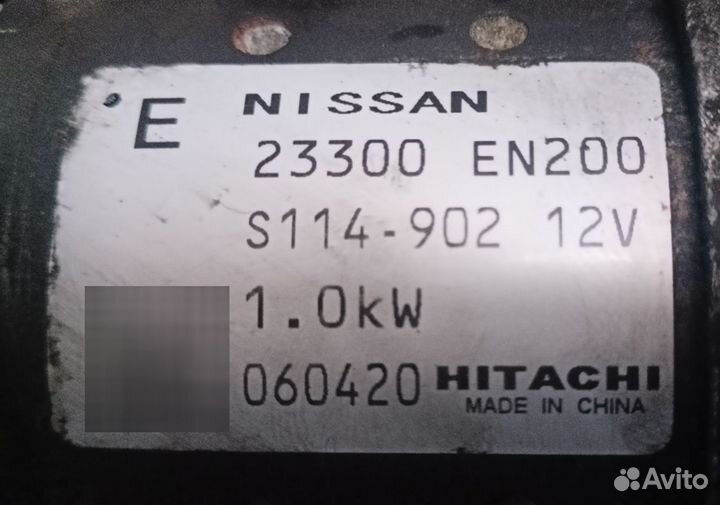 E NISSAN
23300 EN200
S114-902 12V
1.0kW
060420 HITACHI
MADE IN CHINA
Avito